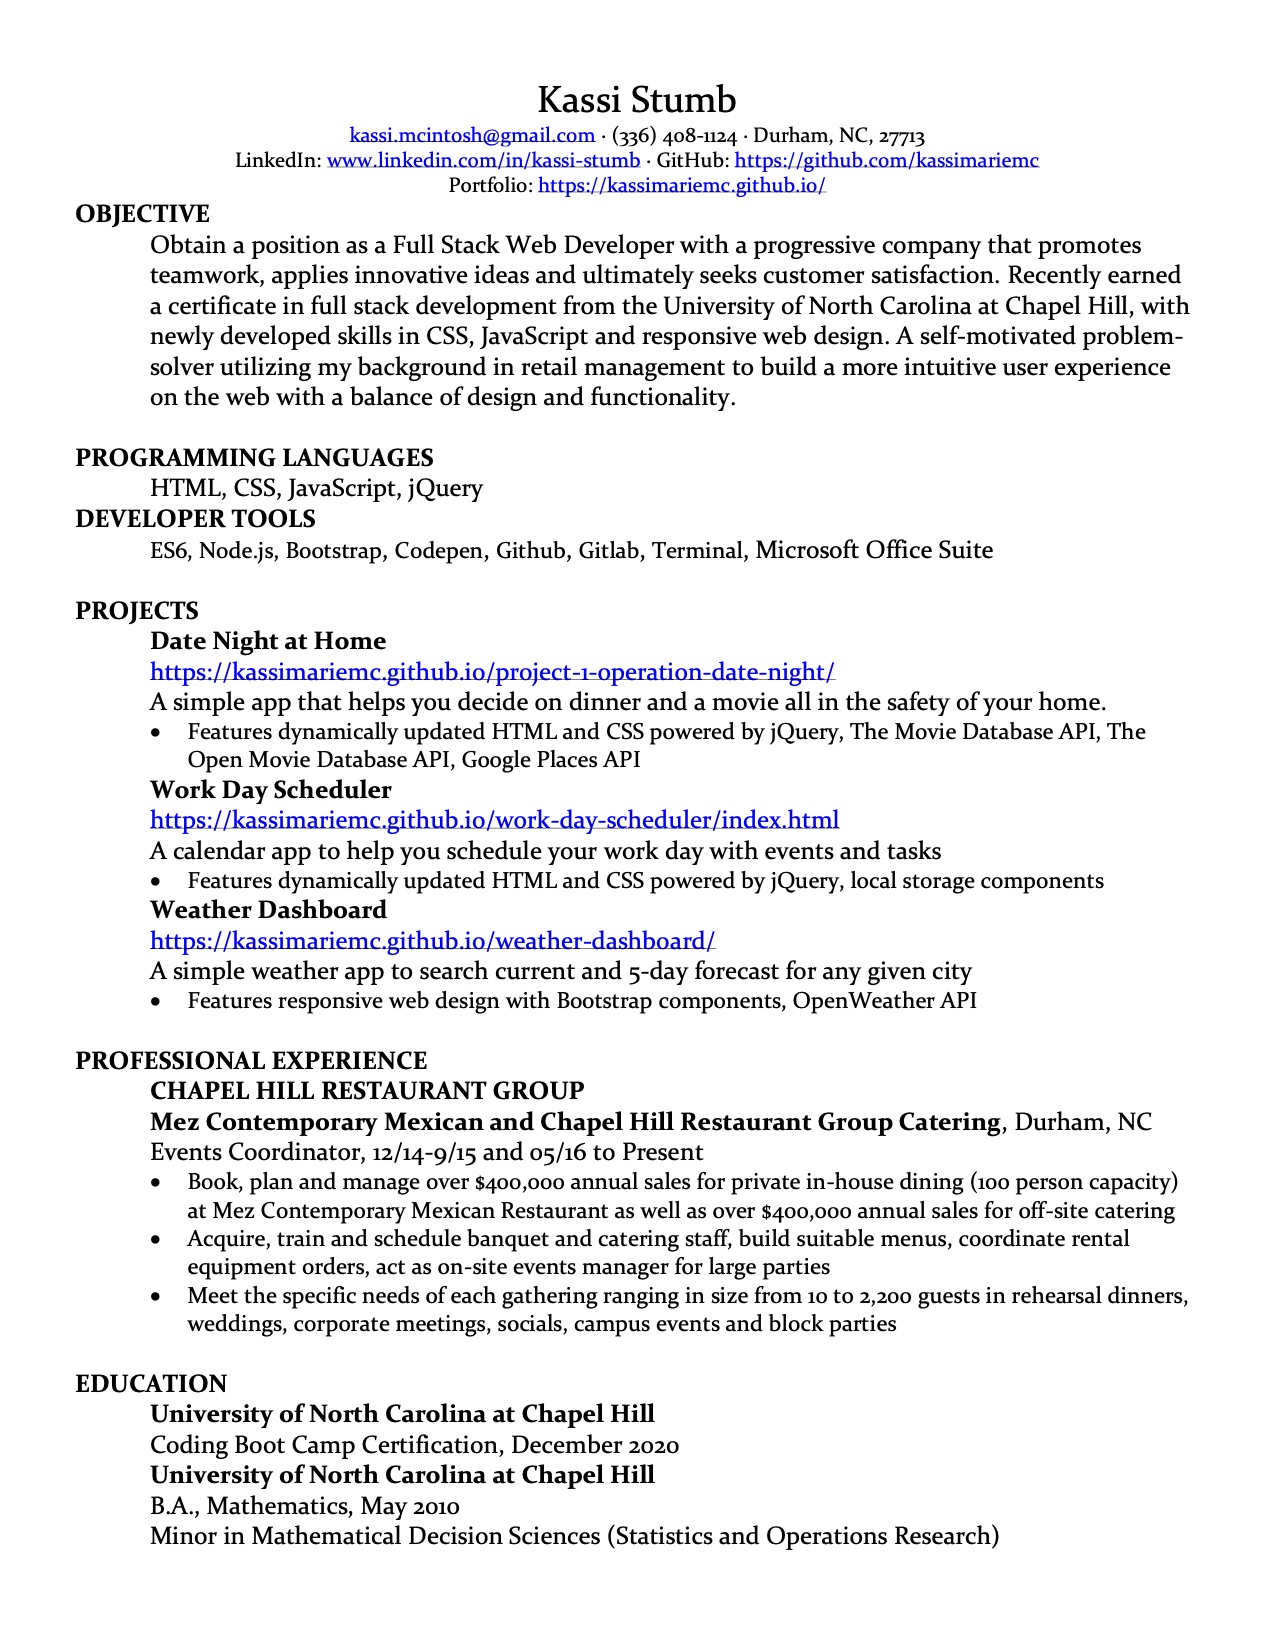 Kassi Stumb
kassi.mcintosh@gmail.com · (336) 408-1124 · Durham, NC, 27713
LinkedIn: www.linkedin.com/in/kassi-stumb · GitHub: https://github.com/kassimariemc
Portfolio: https://kassimariemc.github.io/
OBJECTIVE
Obtain a position as a Full Stack Web Developer with a progressive company that promotes
teamwork, applies innovative ideas and ultimately seeks customer satisfaction. Recently earned
a certificate in full stack development from the University of North Carolina at Chapel Hill, with
newly developed skills in CSS, JavaScript and responsive web design. A self-motivated problem-
solver utilizing my background in retail management to build a more intuitive user experience
on the web with a balance of design and functionality.
PROGRAMMING LANGUAGES
HTML, CSS, JavaScript, jQuery
DEVELOPER TOOLS
ES6, Node.js, Bootstrap, Codepen, Github, Gitlab, Terminal, Microsoft Office Suite
PROJECTS
Date Night at Home
https://kassimariemc.github.io/project-1-operation-date-night/
A simple app that helps you decide on dinner and a movie all in the safety of your home.
• Features dynamically updated HTML and CSS powered by jQuery, The Movie Database API, The
Open Movie Database API, Google Places API
Work Day Scheduler
https://kassimariemc.github.io/work-day-scheduler/index.html
A calendar app to help you schedule your work day with events and tasks
• Features dynamically updated HTML and CSS powered by jQuery, local storage components
Weather Dashboard
https://kassimariemc.github.io/weather-dashboard/
A simple weather app to search current and 5-day forecast for any given city
• Features responsive web design with Bootstrap components, OpenWeather API
PROFESSIONAL EXPERIENCE
CHAPEL HILL RESTAURANT GROUP
Mez Contemporary Mexican and Chapel Hill Restaurant Group Catering, Durham, NC
Events Coordinator, 12/14-9/15 and 05/16 to Present
• Book, plan and manage over $400,000 annual sales for private in-house dining (100 person capacity)
at Mez Contemporary Mexican Restaurant as well as over $400,000 annual sales for off-site catering
• Acquire, train and schedule banquet and catering staff, build suitable menus, coordinate rental
equipment orders, act as on-site events manager for large parties
• Meet the specific needs of each gathering ranging in size from 10 to 2,200 guests in rehearsal dinners,
weddings, corporate meetings, socials, campus events and block parties
EDUCATION
University of North Carolina at Chapel Hill
Coding Boot Camp Certification, December 2020
University of North Carolina at Chapel Hill
B.A., Mathematics, May 2010
Minor in Mathematical Decision Sciences (Statistics and Operations Research)